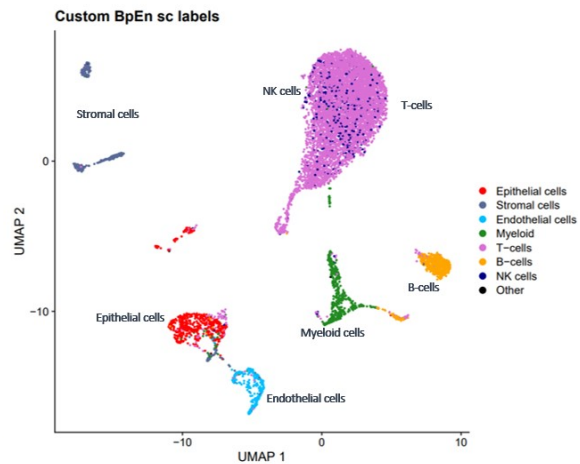 Custom BpEn sc labels
NK cells
T-cells
Stromal cells
0
UMAP 2
Epithelial cells
Stromal cells
Endothelial cells
Myeloid
T-cells
B-cells
NK cells
Other
B-cells
-10
Epithelial cells
Myeloid cells
Endothelial cells
-10
0
10
UMAP 1